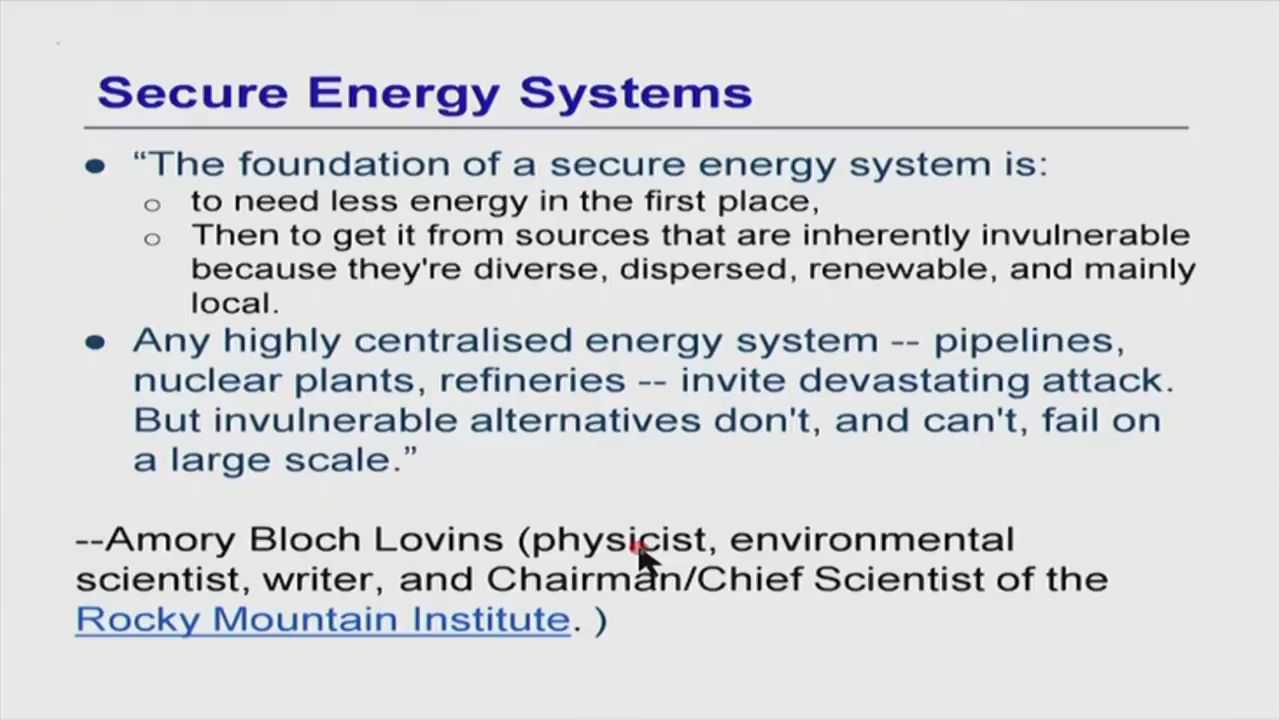 Secure Energy Systems
● “The foundation of a secure energy system is:
○ to need less energy in the first place,
○ Then to get it from sources that are inherently invulnerable
because they're diverse, dispersed, renewable, and mainly
local.
● Any highly centralised energy system -- pipelines,
nuclear plants, refineries -- invite devastating attack.
But invulnerable alternatives don't, and can't, fail on
a large scale.”
--Amory Bloch Lovins (physicist, environmental
scientist, writer, and Chairman/Chief Scientist of the
Rocky Mountain Institute. )